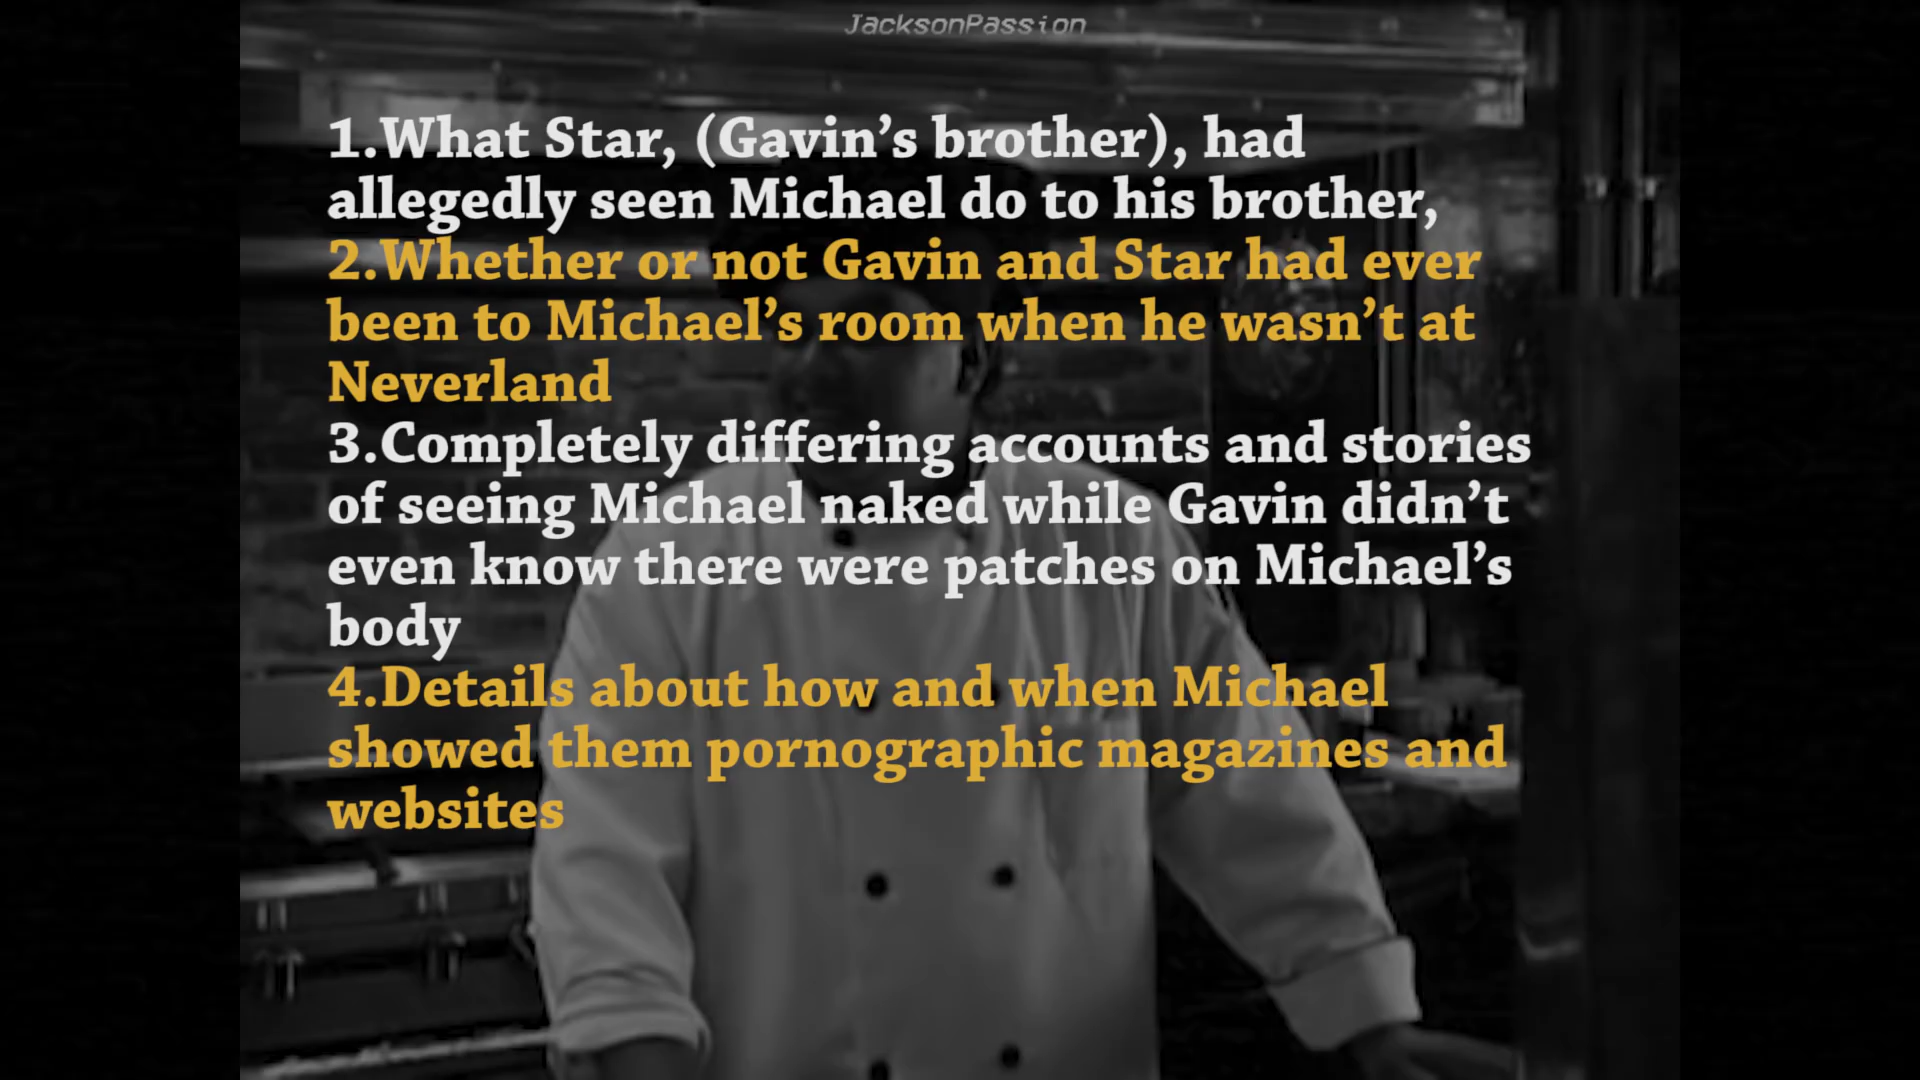 JacksonPassion
1.What Star, (Gavin’s brother), had
allegedly seen Michael do to his brother,
2.Whether or not Gavin and Star had ever
been to Michael’s room when he wasn’t at
Neverland
3.Completely differing accounts and stories
of seeing Michael naked while Gavin didn’t
even know there were patches on Michael’s
body
4.Details about how and when Michael
showed them pornographic magazines and
websites